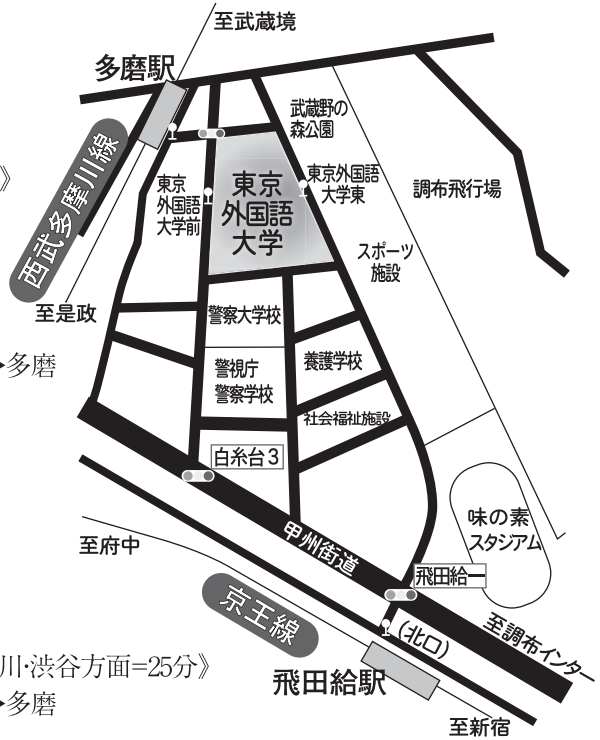 至武蔵境
多磨駅
武蔵野の
森公園
西武多摩川線
東京
外国語
大学前
東京
外国語
大学
東京外国語
大学東
調布飛行場
スポーツ
施設
》
至是政
警察大学校
多磨
警視庁
警察学校
養護学校
社会福祉施設
白糸台3
味の素
スタジアム
至府中
甲州街道
飛田給一
京王線
(北口)
至調布インター
川・渋谷方面=25分》
飛田給駅
多磨
至新宿